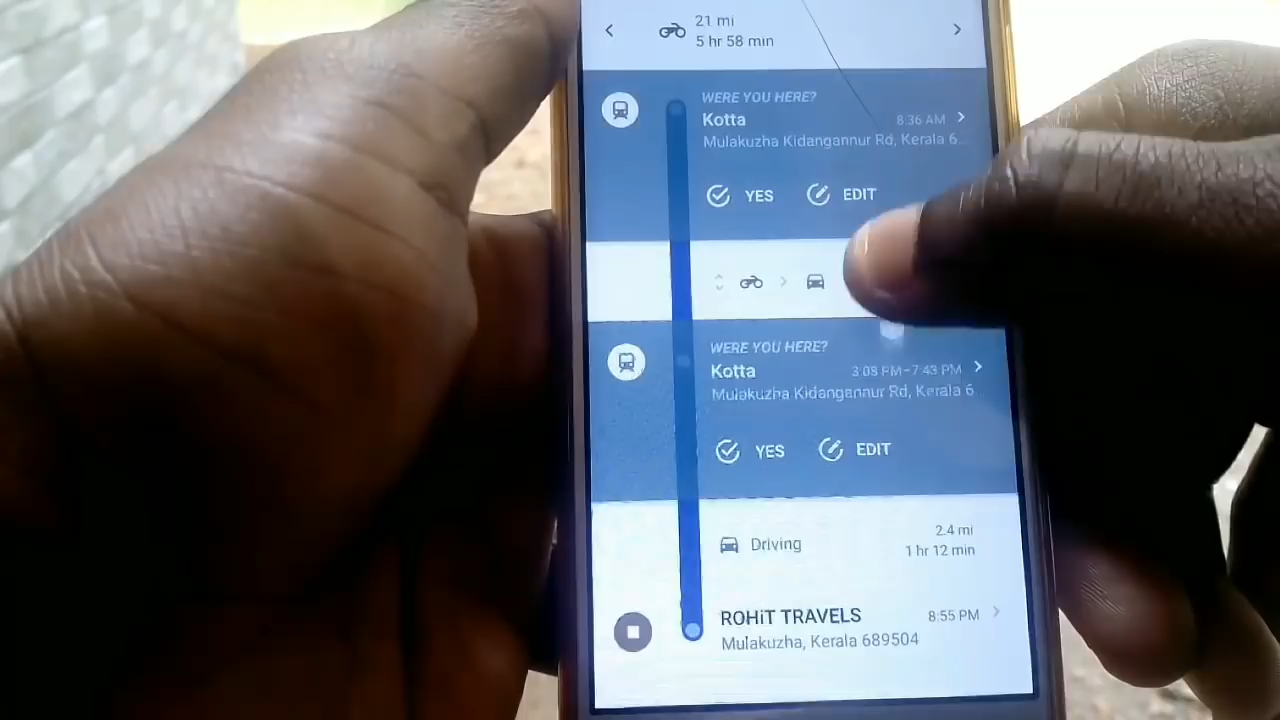 21 mi
5 hr 58 min
WERE YOU HERE?
Kotta 8:36 AM
Mulakuzha Kidangannur Rd, Kerala 6...
YES EDIT
WERE YOU HERE?
Kotta 3:08 PM-7:43 PM
Mulakuzha Kidangannur Rd, Kerala 6
YES EDIT
Driving 2.4 mi
1 hr 12 min
ROHiT TRAVELS 8:55 PM
Mulakuzha, Kerala 689504